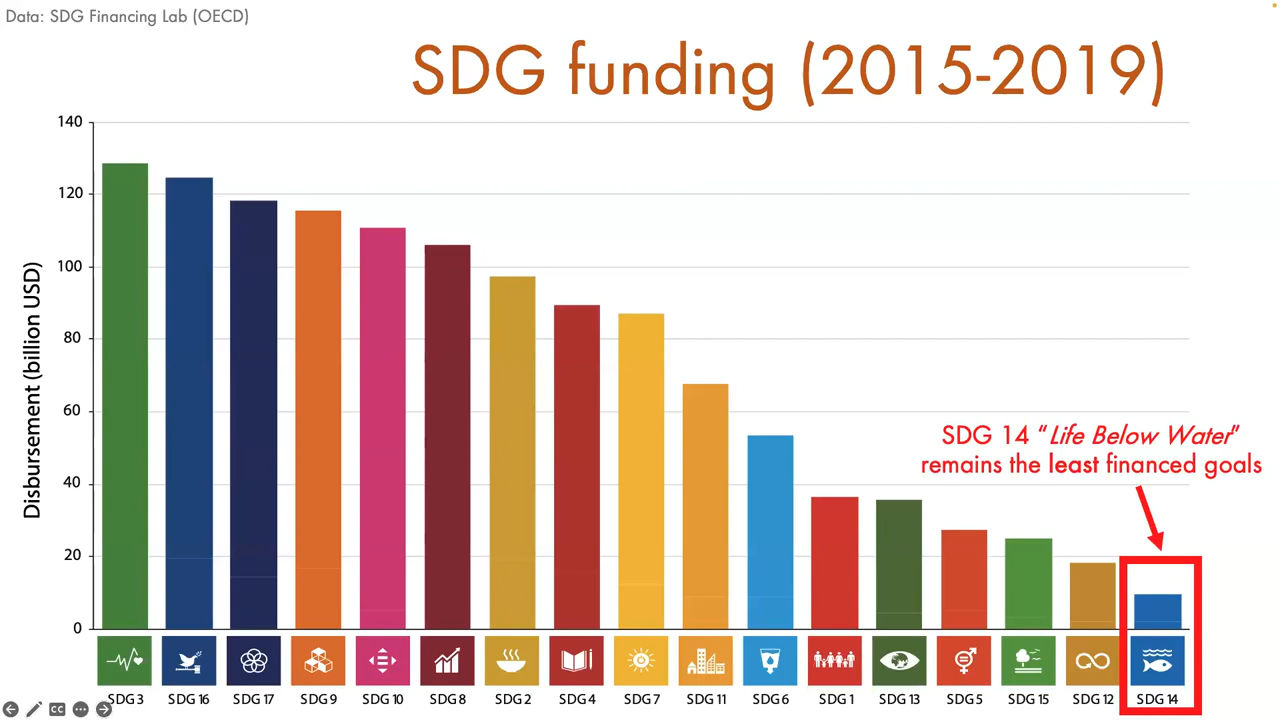 Data: SDG Financing Lab (OECD)
SDG funding (2015-2019)
Disbursement (billion USD)
140
120
100
80
60
40
20
0
SDG 14 “Life Below Water”
remains the least financed goals
SDG 3 SDG 16 SDG 17 SDG 9 SDG 10 SDG 8 SDG 2 SDG 4 SDG 7 SDG 11 SDG 6 SDG 1 SDG 13 SDG 5 SDG 15 SDG 12 SDG 14
CC